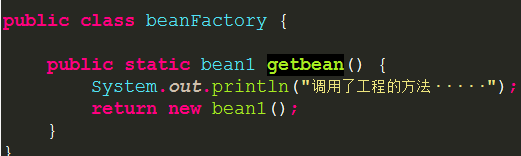 public class beanFactory {
public static bean1 getbean() {
System.out.println("调用了工程的方法·····");
return new bean1();
}
}